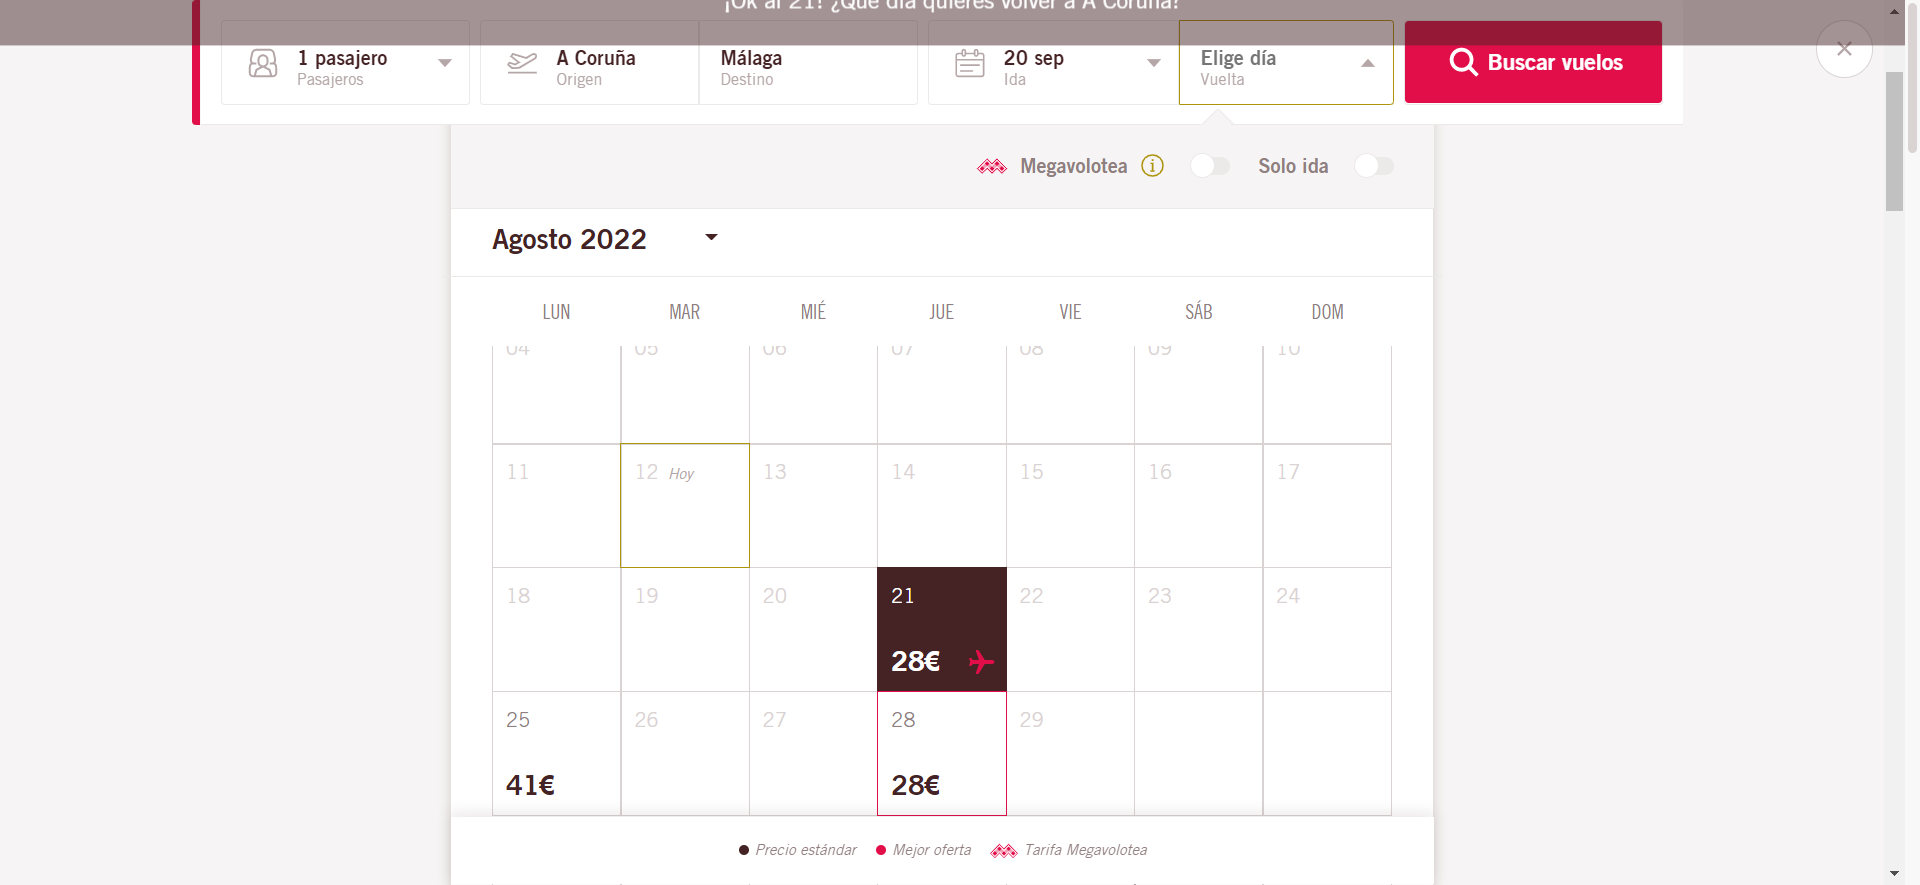 ¡Ok al 21! ¿Qué día quieres volver a A Coruña?
1 pasajero
Pasajeros
A Coruña
Origen
Málaga
Destino
20 sep
Ida
Elige día
Vuelta
Buscar vuelos
Megavolotea
Solo ida
Agosto 2022
LUN MAR MIÉ JUE VIE SÁB DOM
04 05 06 07 08 09 10
11 12 Hoy 13 14 15 16 17
18 19 20 21 22 23 24
28€
25 26 27 28 29
41€ 28€
Precio estándar Mejor oferta Tarifa Megavolotea